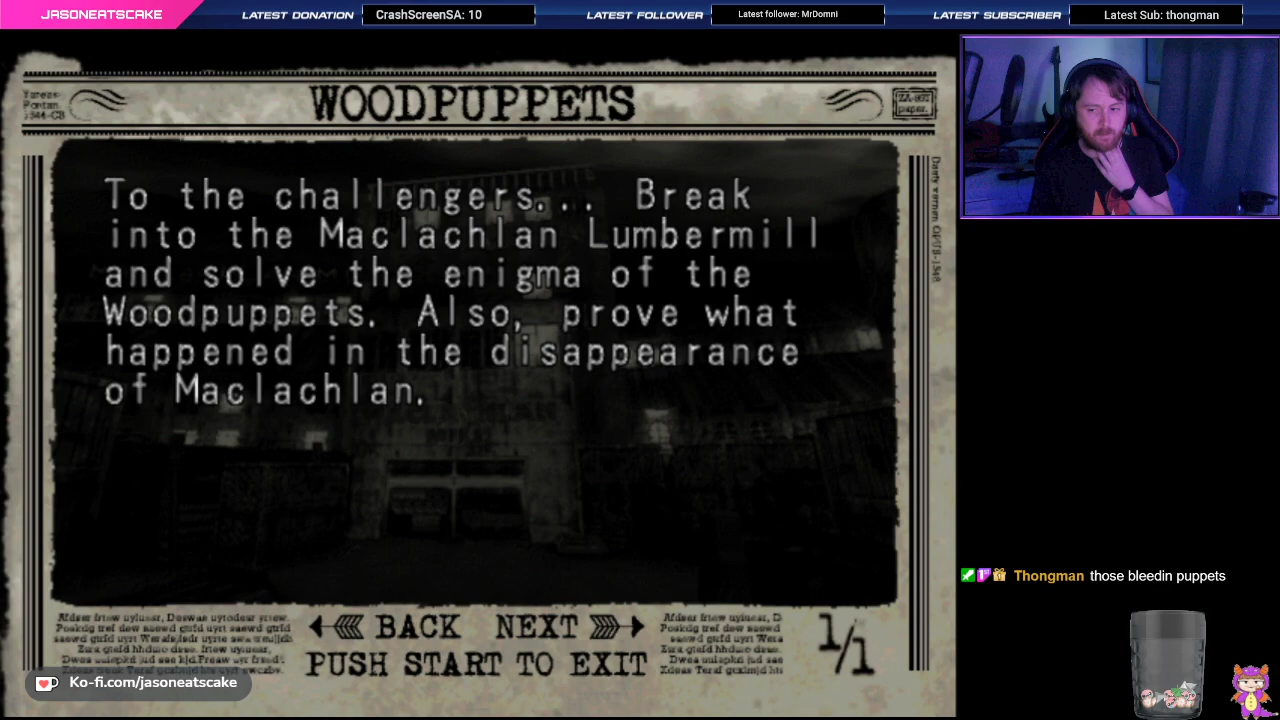 JASONEATSCAKE
LATEST DONATION
CrashScreenSA: 10
LATEST FOLLOWER
Latest follower: MrDomni
LATEST SUBSCRIBER
Latest Sub: thongman
WOODPUPPETS
To the challengers... Break
into the Maclachlan Lumbermill
and solve the enigma of the
Woodpuppets. Also, prove what
happened in the disappearance
of Maclachlan.
BACK NEXT
PUSH START TO EXIT
1/1
Ko-fi.com/jasoneatscake
Thongman those bleedin puppets